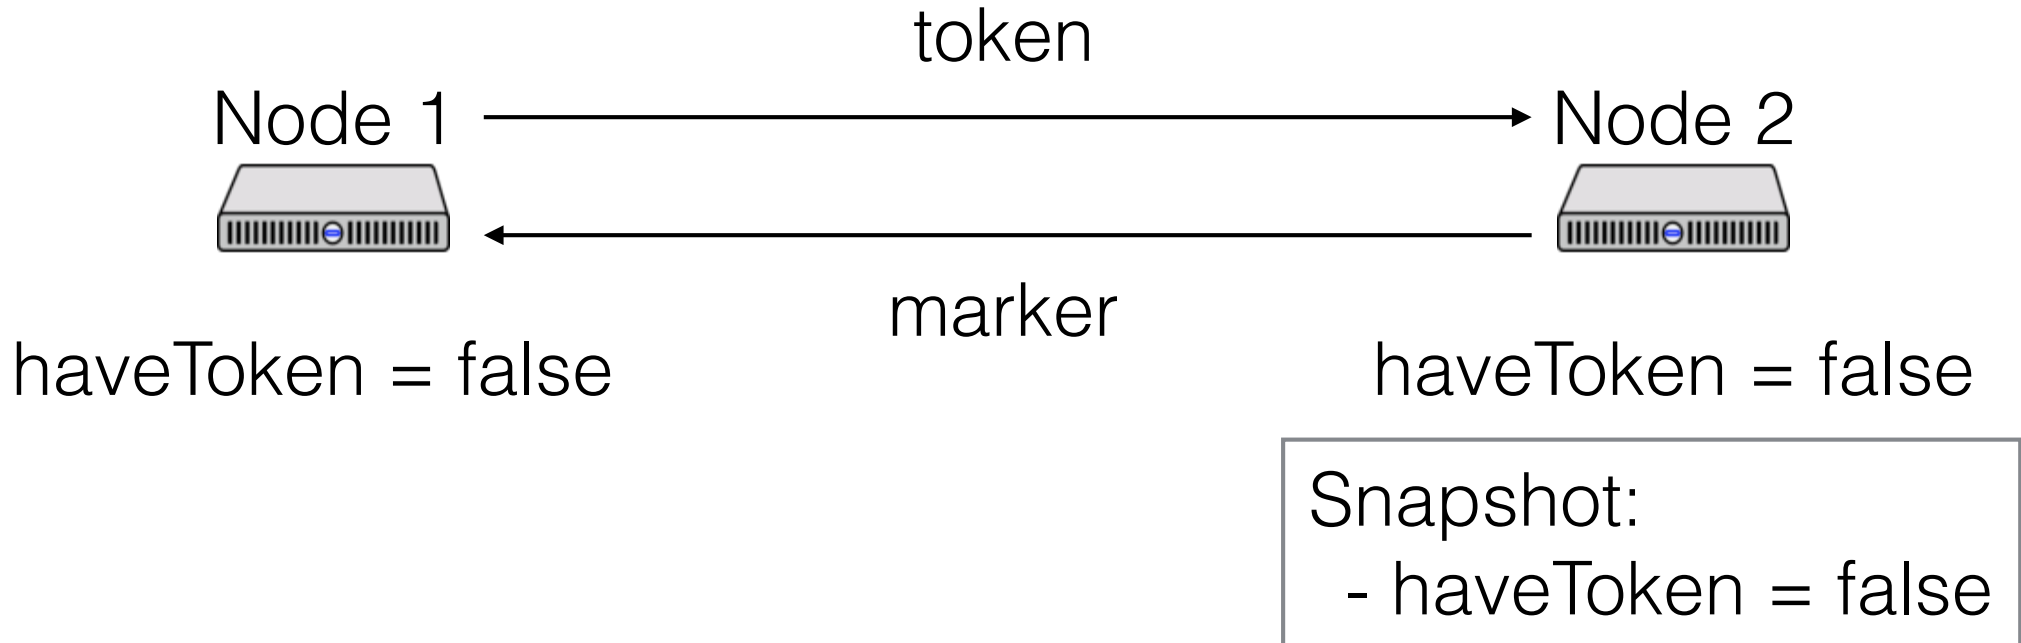 token
Node 1
Node 2
marker
haveToken = false
haveToken = false
Snapshot:
- haveToken = false